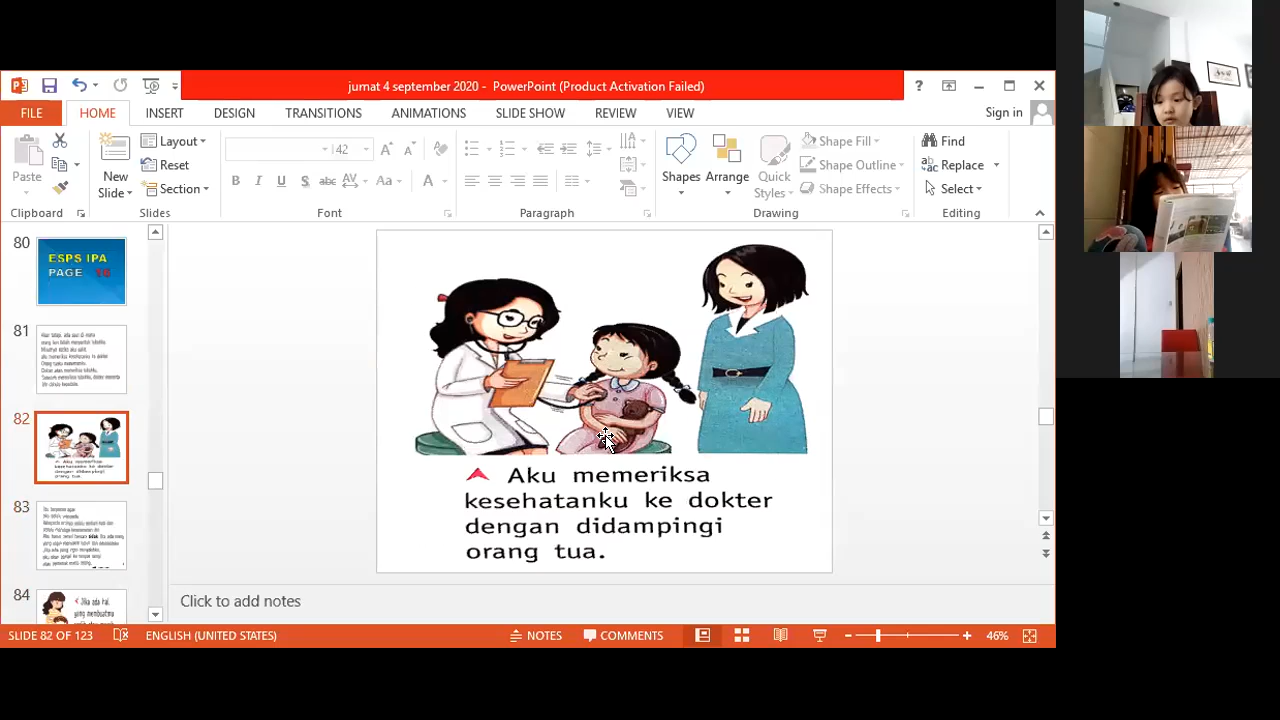 jumat 4 september 2020 - PowerPoint (Product Activation Failed)
FILE HOME INSERT DESIGN TRANSITIONS ANIMATIONS SLIDE SHOW REVIEW VIEW Sign in
Paste
New Slide
Layout
Reset
Section
42
Aa
A
Shapes
Arrange
Quick Styles
Shape Fill
Shape Outline
Shape Effects
Find
Replace
Select
Clipboard Slides Font Paragraph Drawing Editing
80
ESPS IPA
PAGE
81
82
83
84
Aku memeriksa
kesehatanku ke dokter
dengan didampingi
orang tua.
Click to add notes
SLIDE 82 OF 123 ENGLISH (UNITED STATES) NOTES COMMENTS 46%